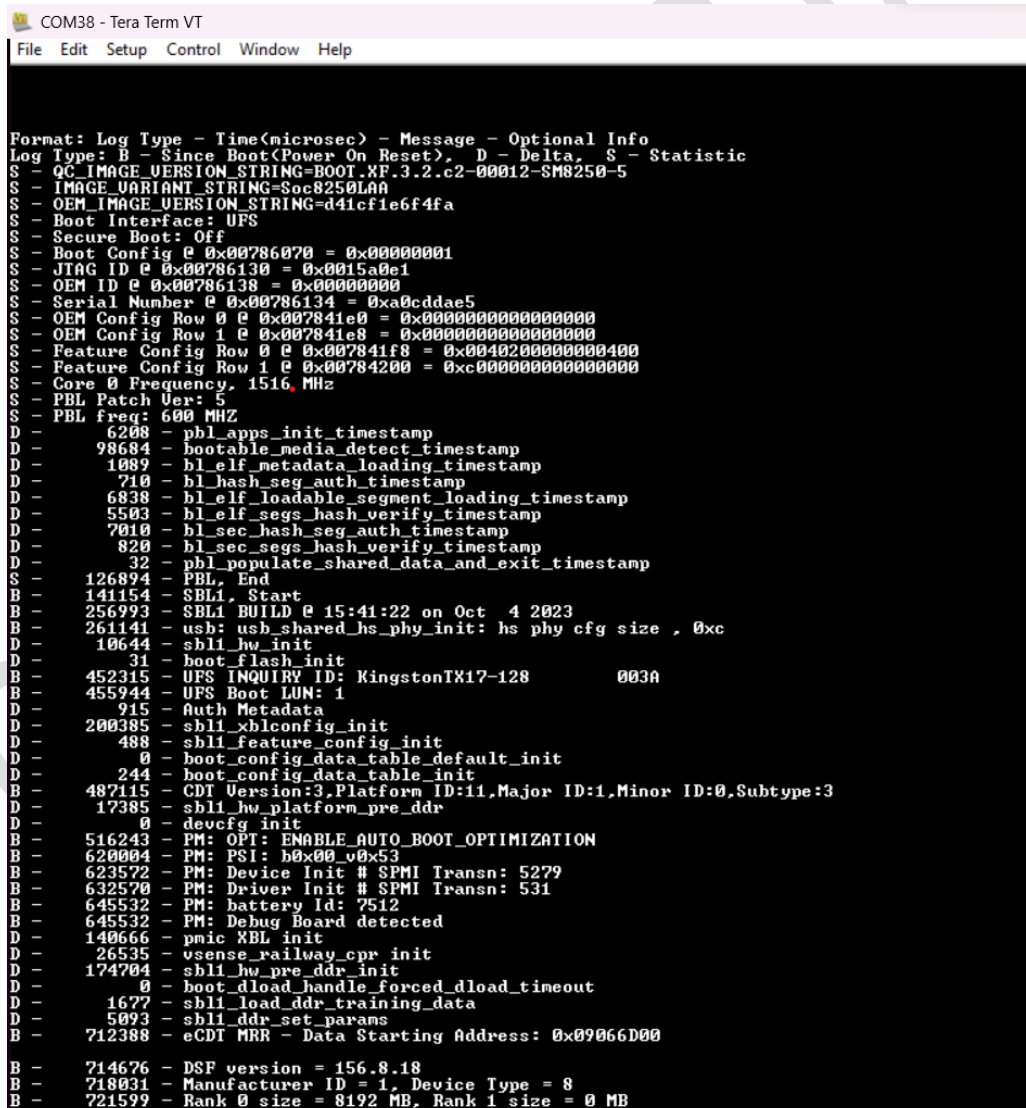 COM38 - Tera Term VT
File Edit Setup Control Window Help
Format: Log Type - Time(microsec) - Message - Optional Info
Log Type: B - Since Boot(Power On Reset), D - Delta, S - Statistic
S - QC_IMAGE_VERSION_STRING=BOOT.XF.3.2.c2-00012-SM8250-5
S - IMAGE_VARIANT_STRING=Soc8250LAA
S - OEM_IMAGE_VERSION_STRING=d41cf1e6f4fa
S - Boot Interface: UFS
S - Secure Boot: Off
S - Boot Config @ 0x00786070 = 0x00000001
S - JTAG ID @ 0x00786130 = 0x0015a0e1
S - OEM ID @ 0x00786138 = 0x00000000
S - Serial Number @ 0x00786134 = 0xa0cddae5
S - OEM Config Row 0 @ 0x007841e0 = 0x0000000000000000
S - OEM Config Row 1 @ 0x007841e8 = 0x0000000000000000
S - Feature Config Row 0 @ 0x007841f8 = 0x0040200000000400
S - Feature Config Row 1 @ 0x00784200 = 0xc000000000000000
S - Core 0 Frequency, 1516 MHz
S - PBL Patch Ver: 5
S - PBL freq: 600 MHZ
D - 6208 - pbl_apps_init_timestamp
D - 98684 - bootable_media_detect_timestamp
D - 1089 - bl_elf_metadata_loading_timestamp
D - 710 - bl_hash_seg_auth_timestamp
D - 6838 - bl_elf_loadable_segment_loading_timestamp
D - 5503 - bl_elf_segs_hash_verify_timestamp
D - 7010 - bl_sec_hash_seg_auth_timestamp
D - 820 - bl_sec_segs_hash_verify_timestamp
D - 32 - pbl_populate_shared_data_and_exit_timestamp
S - 126894 - PBL, End
B - 141154 - SBL1, Start
B - 256993 - SBL1 BUILD @ 15:41:22 on Oct  4 2023
B - 261141 - usb: usb_shared_hs_phy_init: hs phy cfg size , 0xc
D - 10644 - sbl1_hw_init
D - 31 - boot_flash_init
B - 452315 - UFS INQUIRY ID: KingstonTX17-128 003A
B - 455944 - UFS Boot LUN: 1
D - 915 - Auth Metadata
D - 200385 - sbl1_xblconfig_init
D - 488 - sbl1_feature_config_init
D - 0 - boot_config_data_table_default_init
D - 244 - boot_config_data_table_init
B - 487115 - CDT Version:3,Platform ID:11,Major ID:1,Minor ID:0,Subtype:3
D - 17385 - sbl1_hw_platform_pre_ddr
D - 0 - devcfg init
B - 516243 - PM: OPT: ENABLE_AUTO_BOOT_OPTIMIZATION
B - 620004 - PM: PSI: b0x00_v0x53
B - 623572 - PM: Device Init # SPMI Transn: 5279
B - 632570 - PM: Driver Init # SPMI Transn: 531
B - 645532 - PM: battery Id: 7512
B - 645532 - PM: Debug Board detected
D - 140666 - pmic XBL init
D - 26535 - vsense_railway_cpr init
D - 174704 - sbl1_hw_pre_ddr_init
D - 0 - boot_dload_handle_forced_dload_timeout
D - 1677 - sbl1_load_ddr_training_data
D - 5093 - sbl1_ddr_set_params
B - 712388 - eCDT MRR - Data Starting Address: 0x09066D00
B - 714676 - DSF version = 156.8.18
B - 718031 - Manufacturer ID = 1, Device Type = 8
B - 721599 - Rank 0 size = 8192 MB, Rank 1 size = 0 MB